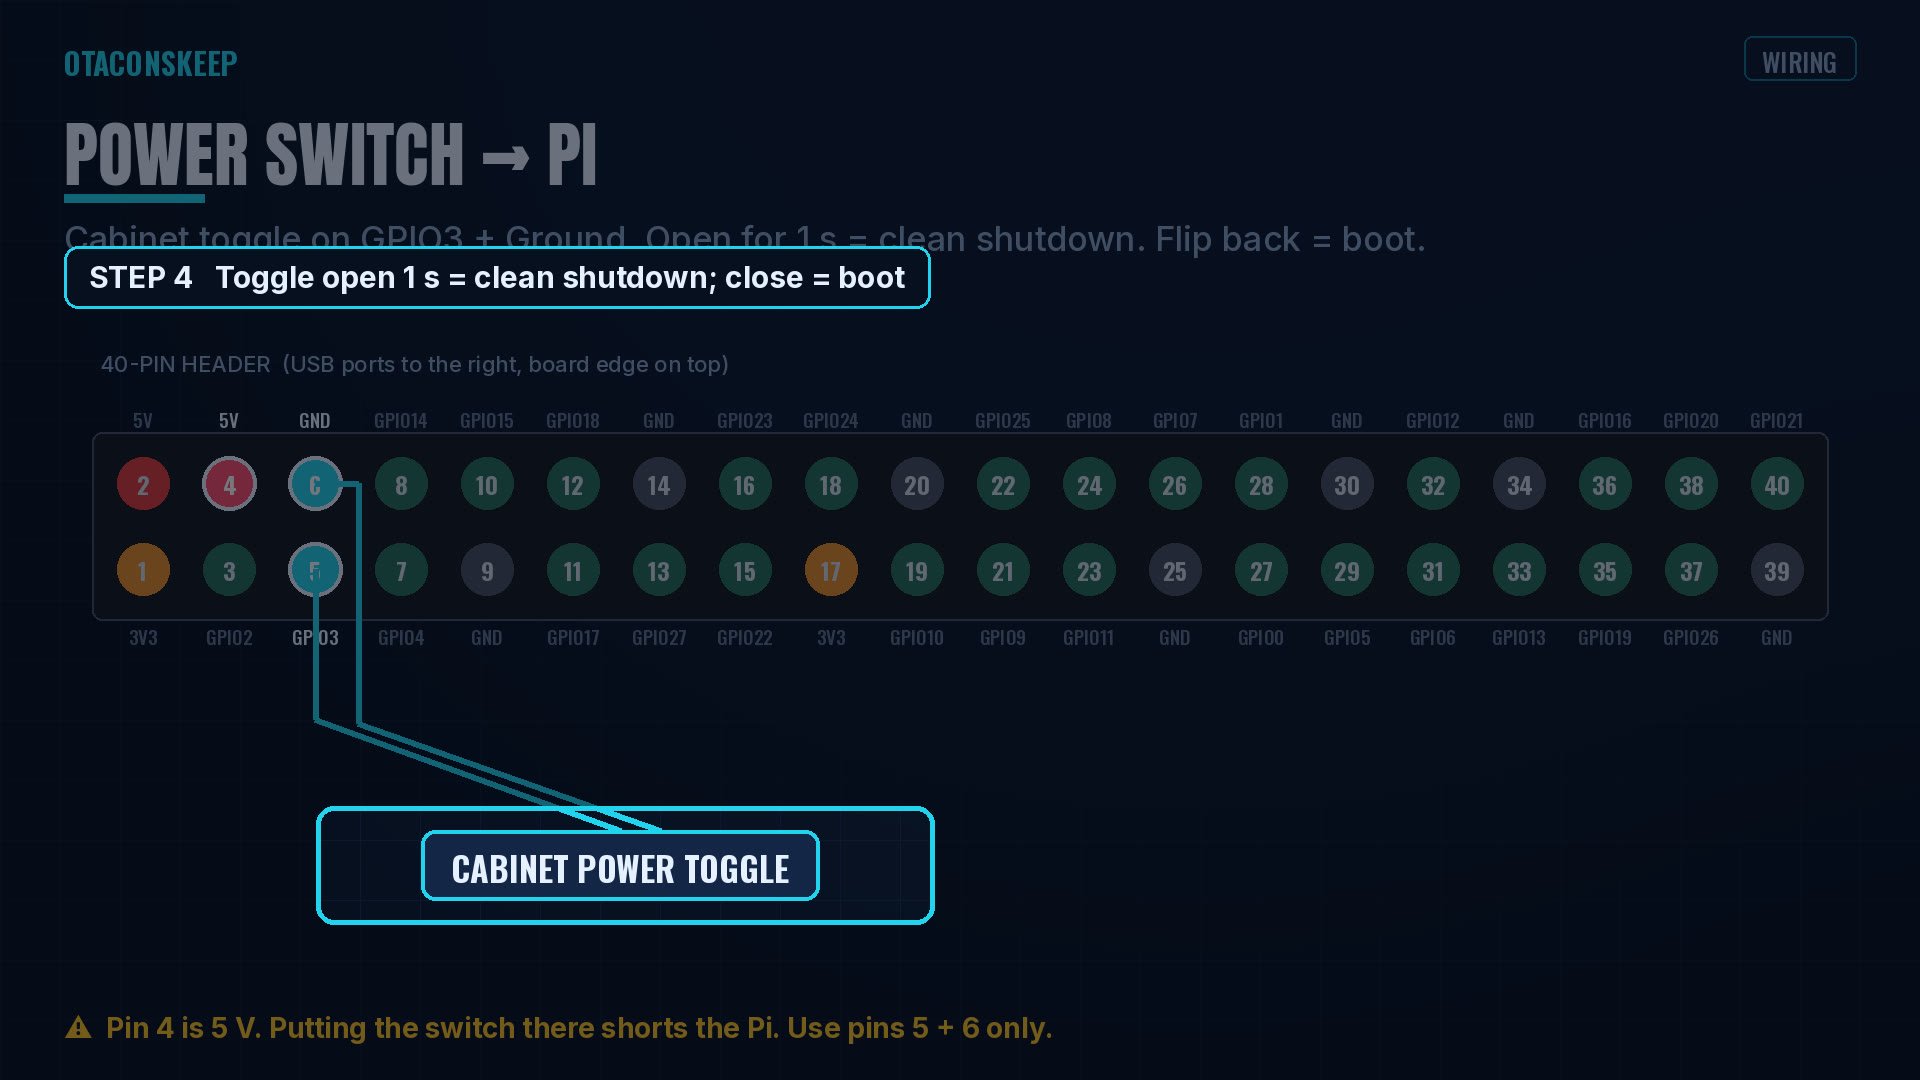 OTACONSKEEP
WIRING
POWER SWITCH → PI
Cabinet toggle on GPIO3 + Ground. Open for 1 s = clean shutdown. Flip back = boot.
STEP 4 Toggle open 1 s = clean shutdown; close = boot
40-PIN HEADER (USB ports to the right, board edge on top)
5V 5V GND GPIO14 GPIO15 GPIO18 GND GPIO23 GPIO24 GND GPIO25 GPIO8 GPIO7 GPIO1 GND GPIO12 GND GPIO16 GPIO20 GPIO21
2 4 8 10 12 14 16 18 20 22 24 26 28 30 32 34 36 38 40
1 3 5 7 9 11 13 15 17 19 21 23 25 27 29 31 33 35 37 39
3V3 GPIO2 GPIO3 GPIO4 GND GPIO17 GPIO27 GPIO22 3V3 GPIO10 GPIO9 GPIO11 GND GPIO0 GPIO5 GPIO6 GPIO13 GPIO19 GPIO26 GND
CABINET POWER TOGGLE
⚠ Pin 4 is 5 V. Putting the switch there shorts the Pi. Use pins 5 + 6 only.